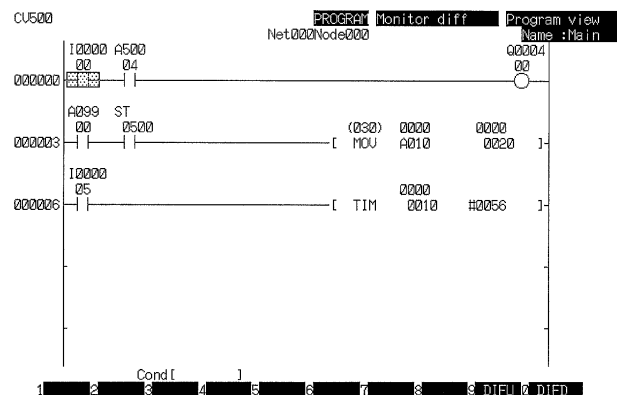 CV500 PROGRAM Monitor diff Program view
Net000Node000 Name :Main
I0000 A500 Q0004
00 04 00
000000
A099 ST
00 0500 (030) 0000 0000
000003 [ MOV A010 0020 ]
I0000
05 0000
000006 [ TIM 0010 #0056 ]
Cond[ ]
1 2 3 4 5 6 7 8 9 DIFU 0 DIFD